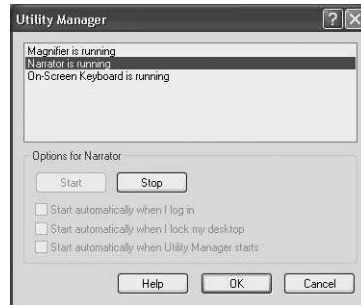 Utility Manager
Magnifier is running
Narrator is running
On-Screen Keyboard is running
Options for Narrator
Start Stop
Start automatically when I log in
Start automatically when I lock my desktop
Start automatically when Utility Manager starts
Help OK Cancel